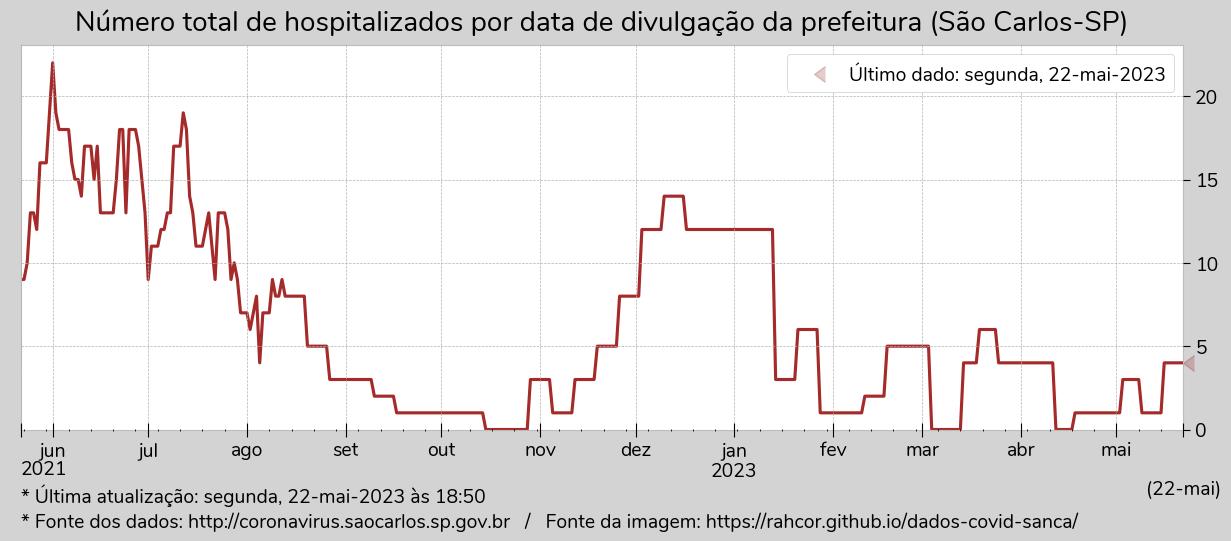 Número total de hospitalizados por data de divulgação da prefeitura (São Carlos-SP)
Último dado: segunda, 22-mai-2023
20
15
10
5
0
jun jul ago set out nov dez jan fev mar abr mai
2021 2023
(22-mai)
* Última atualização: segunda, 22-mai-2023 às 18:50
* Fonte dos dados: http://coronavirus.saocarlos.sp.gov.br / Fonte da imagem: https://rahcor.github.io/dados-covid-sanca/